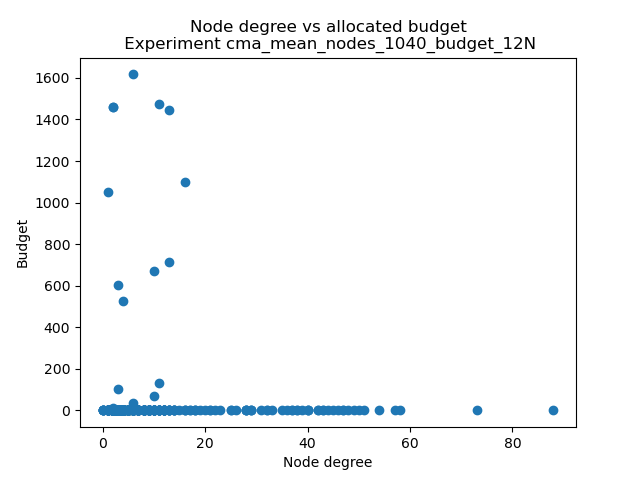 Node degree vs allocated budget
Experiment cma_mean_nodes_1040_budget_12N
1600
1400
1200
1000
800
600
400
200
0
Budget
0 20 40 60 80
Node degree